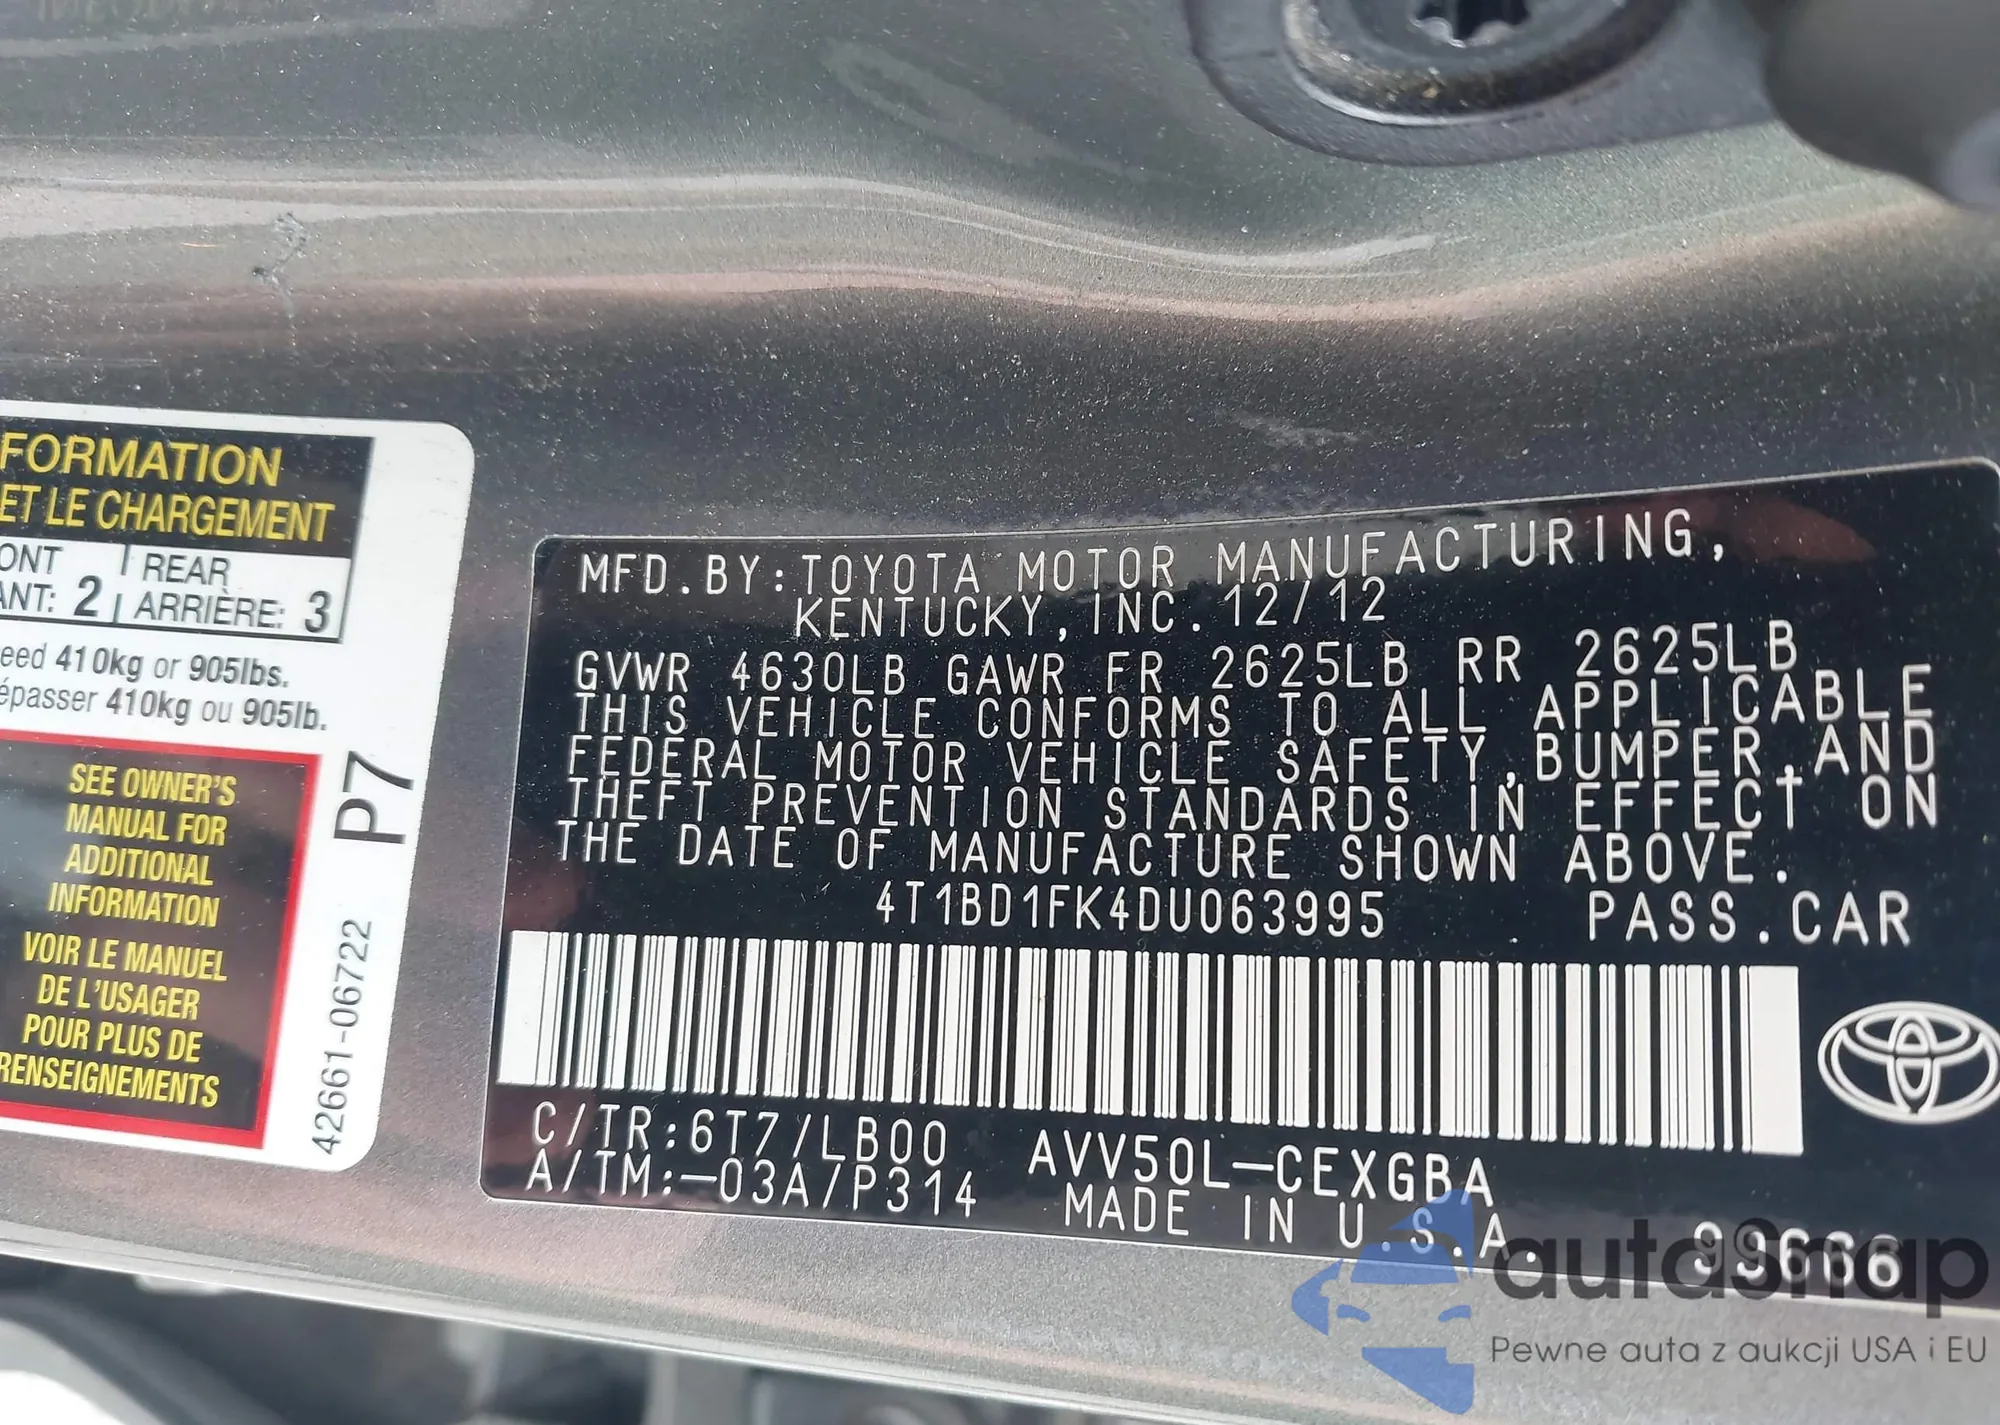 FORMATION
ET LE CHARGEMENT
ONT REAR
ANT: 2 ARRIÈRE: 3
eed 410kg or 905lbs.
épasser 410kg ou 905lb.
SEE OWNER'S
MANUAL FOR
ADDITIONAL
INFORMATION
VOIR LE MANUEL
DE L'USAGER
POUR PLUS DE
RENSEIGNEMENTS
P7
42661-06722
MFD.BY:TOYOTA MOTOR MANUFACTURING,
KENTUCKY, INC. 12/12
GVWR 4630LB GAWR FR 2625LB RR 2625LB
THIS VEHICLE CONFORMS TO ALL APPLICABLE
FEDERAL MOTOR VEHICLE SAFETY,BUMPER,AND
THEFT PREVENTION STANDARDS IN EFFECT ON
THE DATE OF MANUFACTURE SHOWN ABOVE.
4T1BD1FK4DU063995 PASS.CAR
C/TR:6T7/LB00 AVV50L-CEXGBA
A/TM:-03A/P314 MADE IN U.S.A. 99666
autoSnap
Pewne auta z aukcji USA i EU